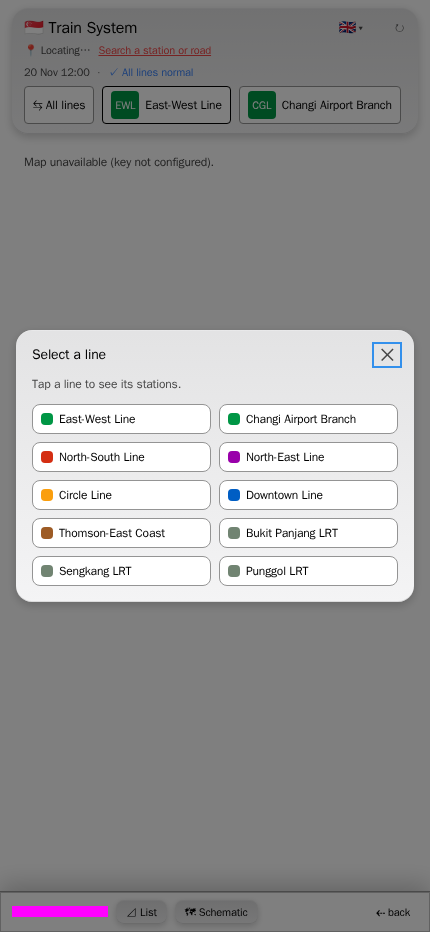 🇸🇬 Train System 🇬🇧 ▾ ↻
📍 Locating… Search a station or road
20 Nov 12:00 · ✓ All lines normal
⇆ All lines EWL East-West Line CGL Changi Airport Branch
Map unavailable (key not configured).
Select a line
Tap a line to see its stations.
East-West Line Changi Airport Branch
North-South Line North-East Line
Circle Line Downtown Line
Thomson-East Coast Bukit Panjang LRT
Sengkang LRT Punggol LRT
List 🗺 Schematic ⇠ back